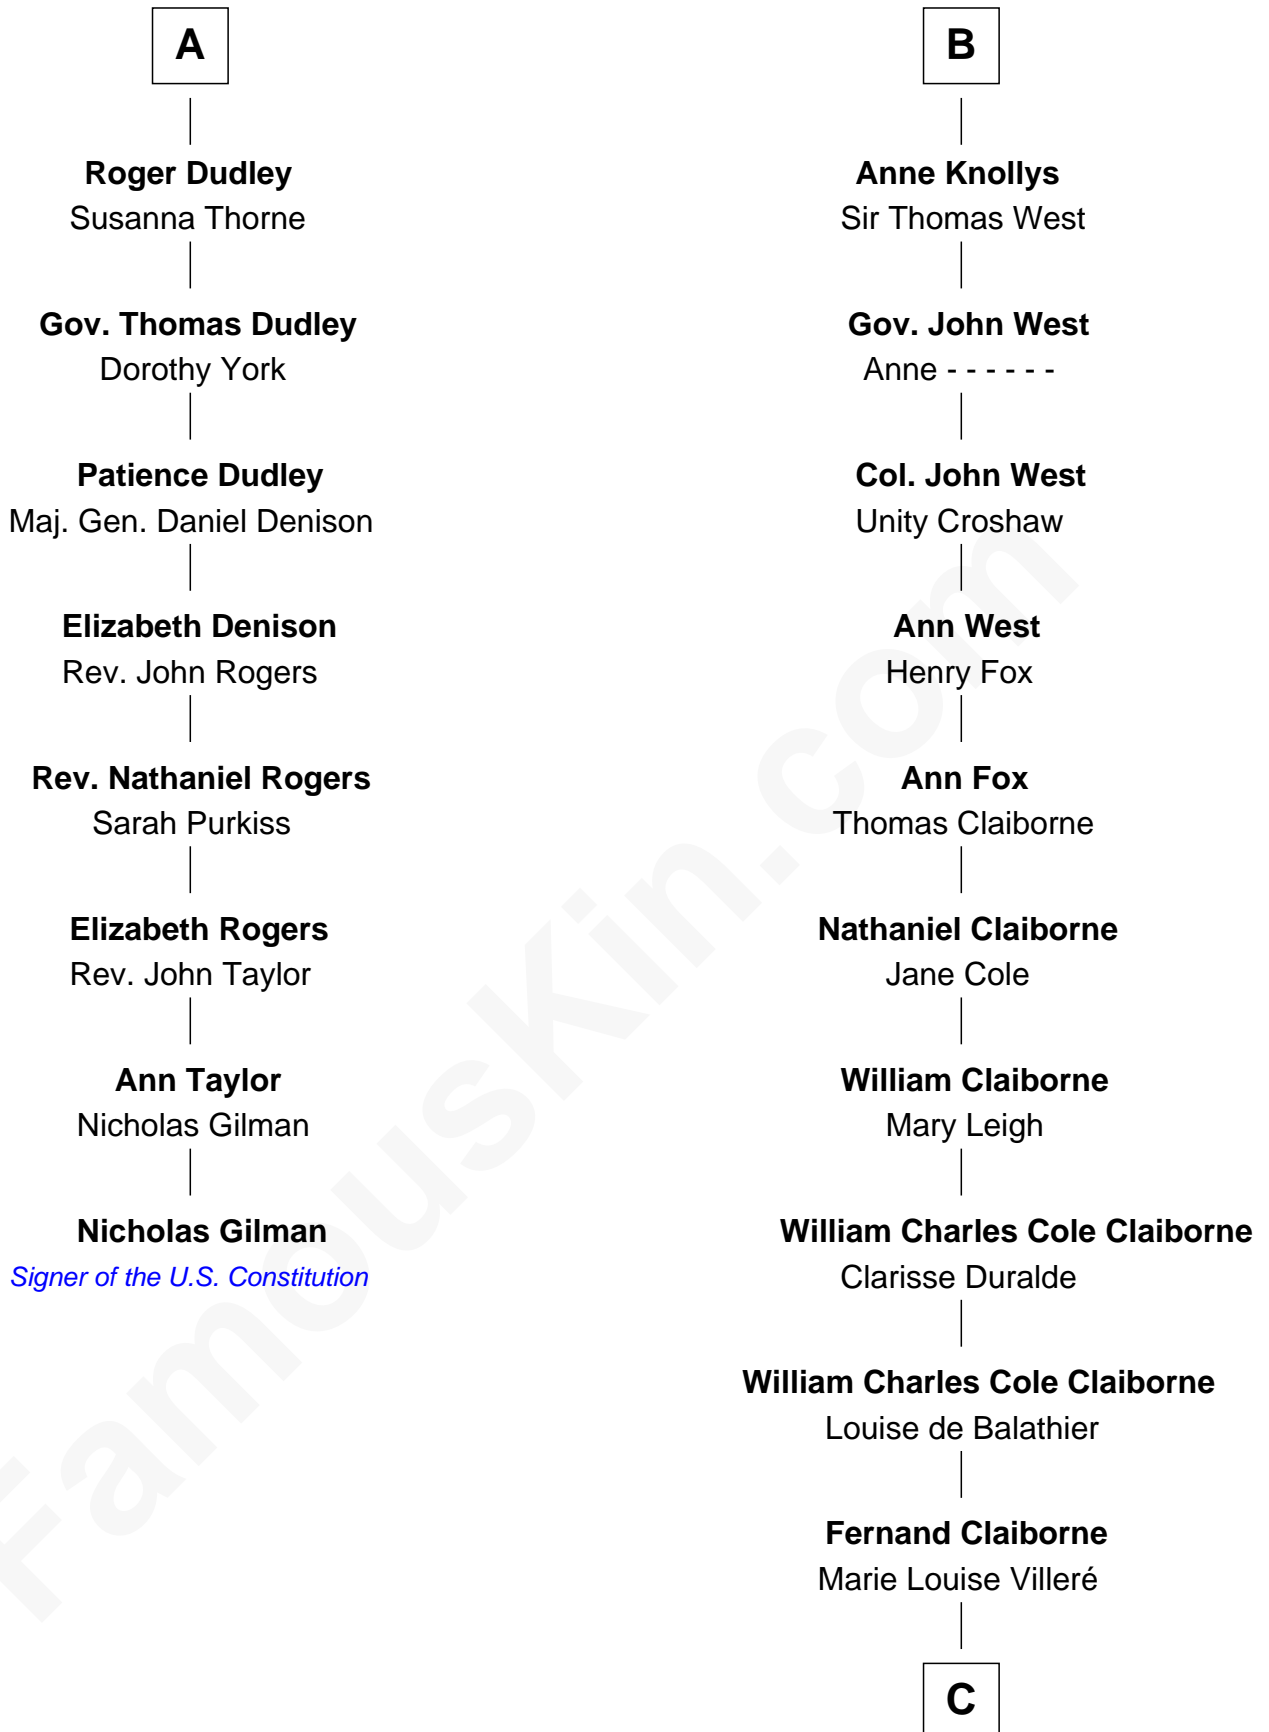 A
Roger Dudley
Susanna Thorne
Gov. Thomas Dudley
Dorothy York
Patience Dudley
Maj. Gen. Daniel Denison
Elizabeth Denison
Rev. John Rogers
Rev. Nathaniel Rogers
Sarah Purkiss
Elizabeth Rogers
Rev. John Taylor
Ann Taylor
Nicholas Gilman
Nicholas Gilman
Signer of the U.S. Constitution
B
Anne Knollys
Sir Thomas West
Gov. John West
Anne - - - - - -
Col. John West
Unity Croshaw
Ann West
Henry Fox
Ann Fox
Thomas Claiborne
Nathaniel Claiborne
Jane Cole
William Claiborne
Mary Leigh
William Charles Cole Claiborne
Clarisse Duralde
William Charles Cole Claiborne
Louise de Balathier
Fernand Claiborne
Marie Louise Villeré
C
FamousKin.com